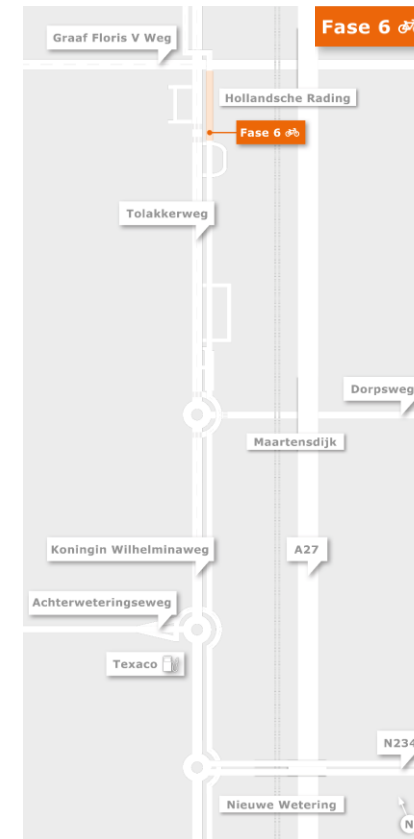 Fase 6
Graaf Floris V Weg
Hollandsche Rading
Fase 6
Tolakkerweg
Dorpsweg
Maartensdijk
Koningin Wilhelminaweg
A27
Achterweteringseweg
Texaco
N234
Nieuwe Wetering
N